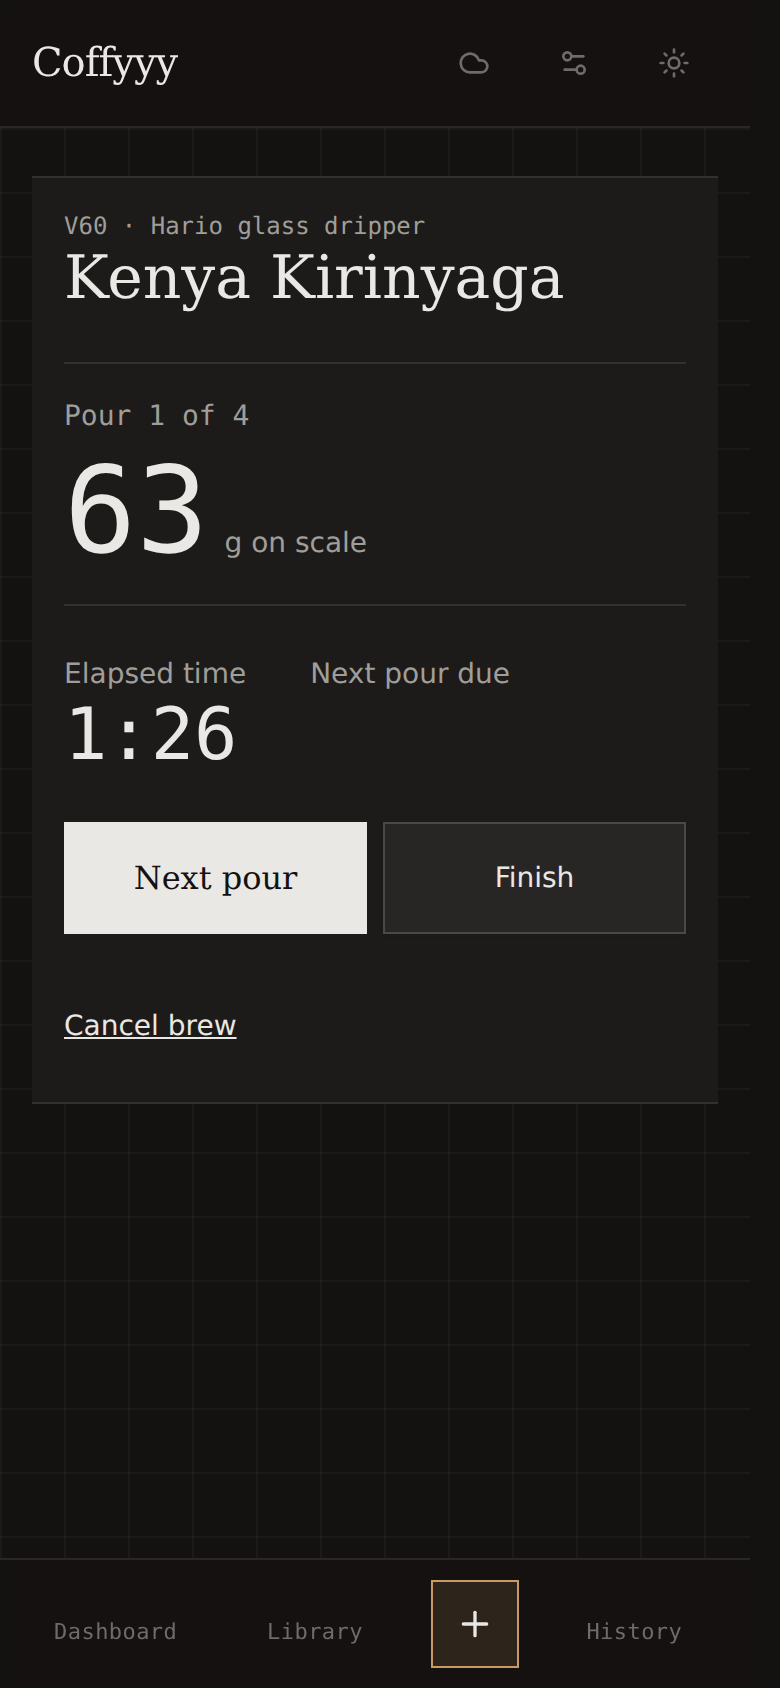 Coffyyy
V60 · Hario glass dripper
Kenya Kirinyaga
Pour 1 of 4
63 g on scale
Elapsed time Next pour due
1:26
Next pour Finish
Cancel brew
Dashboard Library + History